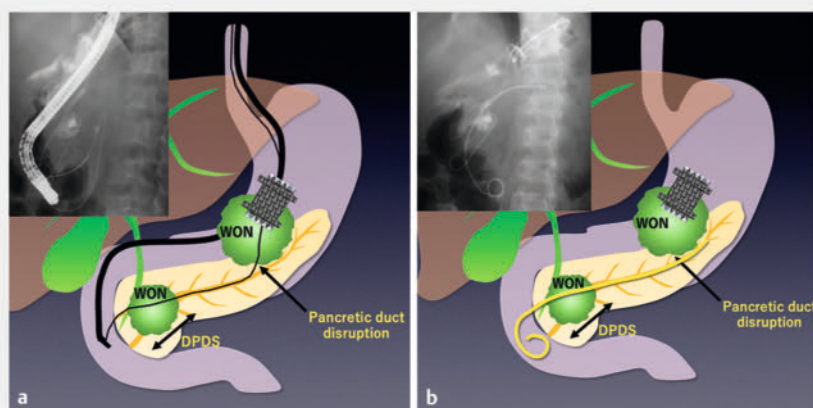 WON
WON
Pancretic duct
disruption
DPDS
a
WON
WON
Pancretic duct
disruption
DPDS
b